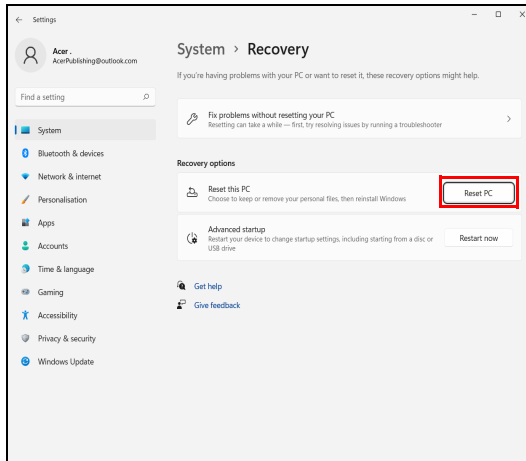 Settings
Acer .
AcerPublishing@outlook.com
Find a setting
System
Bluetooth & devices
Network & internet
Personalisation
Apps
Accounts
Time & language
Gaming
Accessibility
Privacy & security
Windows Update
System > Recovery
If you're having problems with your PC or want to reset it, these recovery options might help.
Fix problems without resetting your PC
Resetting can take a while — first, try resolving issues by running a troubleshooter
Recovery options
Reset this PC
Choose to keep or remove your personal files, then reinstall Windows
Reset PC
Advanced startup
Restart your device to change startup settings, including starting from a disc or
USB drive
Restart now
Get help
Give feedback